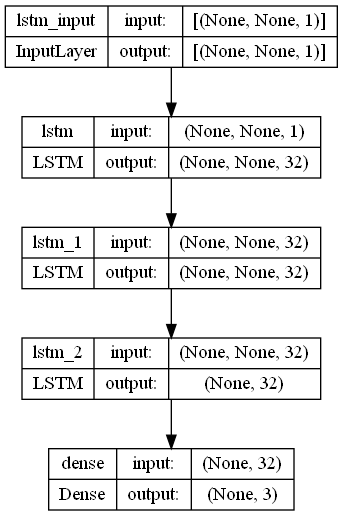 lstm_input input: [(None, None, 1)]
InputLayer output: [(None, None, 1)]
lstm input: (None, None, 1)
LSTM output: (None, None, 32)
lstm_1 input: (None, None, 32)
LSTM output: (None, None, 32)
lstm_2 input: (None, None, 32)
LSTM output: (None, 32)
dense input: (None, 32)
Dense output: (None, 3)